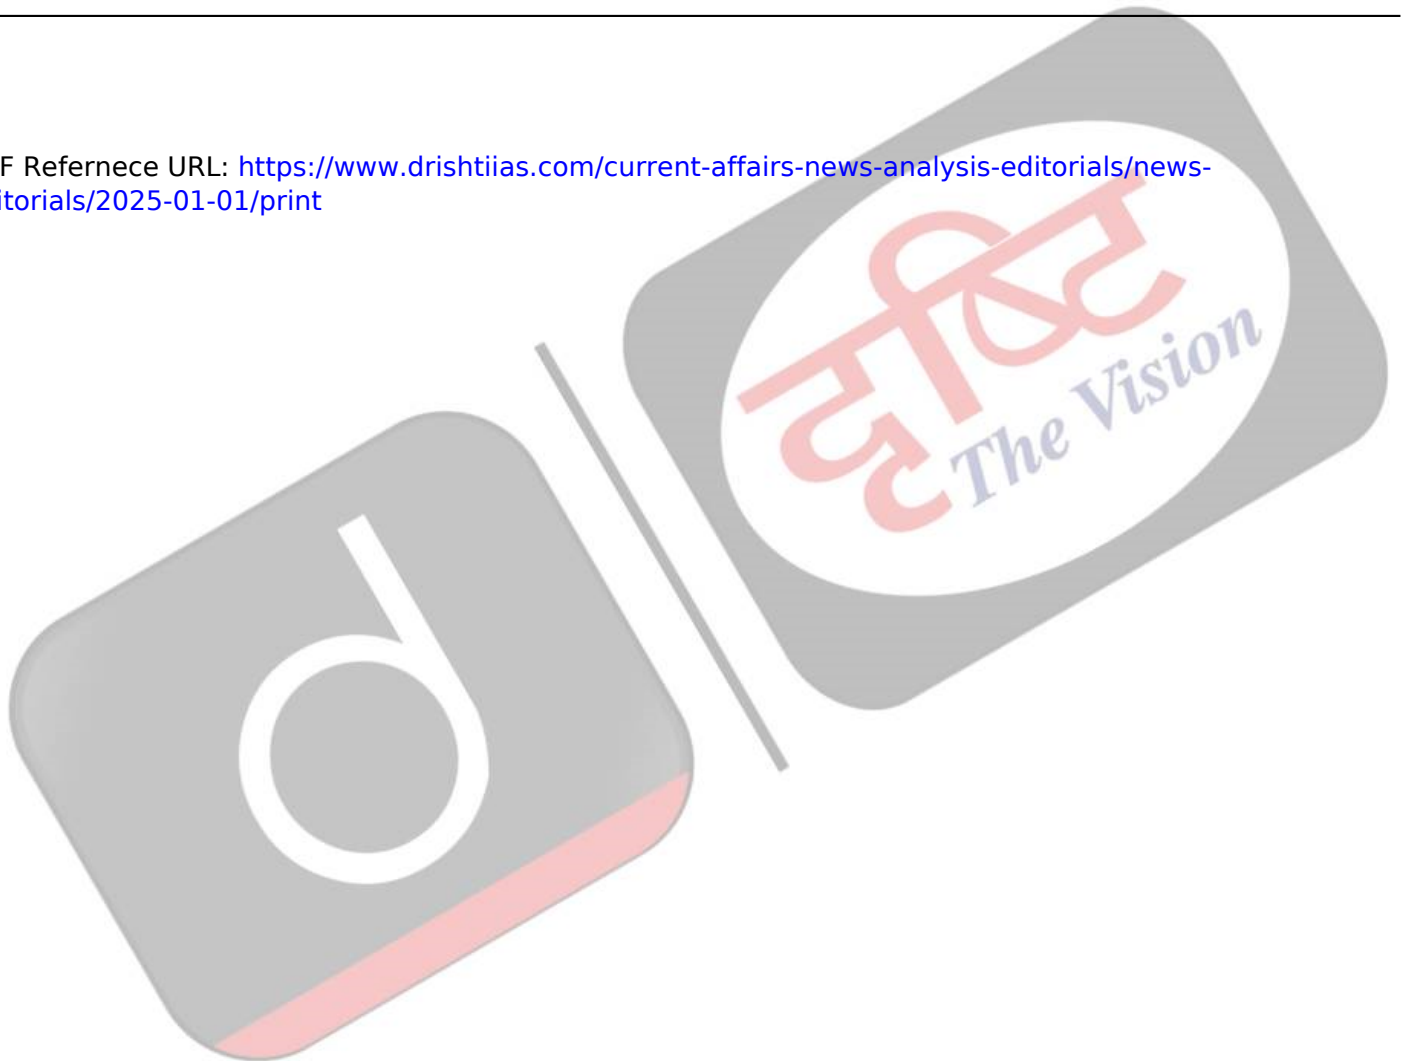 F Refernece URL: https://www.drishtiias.com/current-affairs-news-analysis-editorials/news-
itorials/2025-01-01/print
दृष्टि
The Vision
d